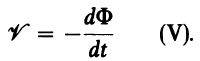 𝒱 = − dΦ/dt (V).